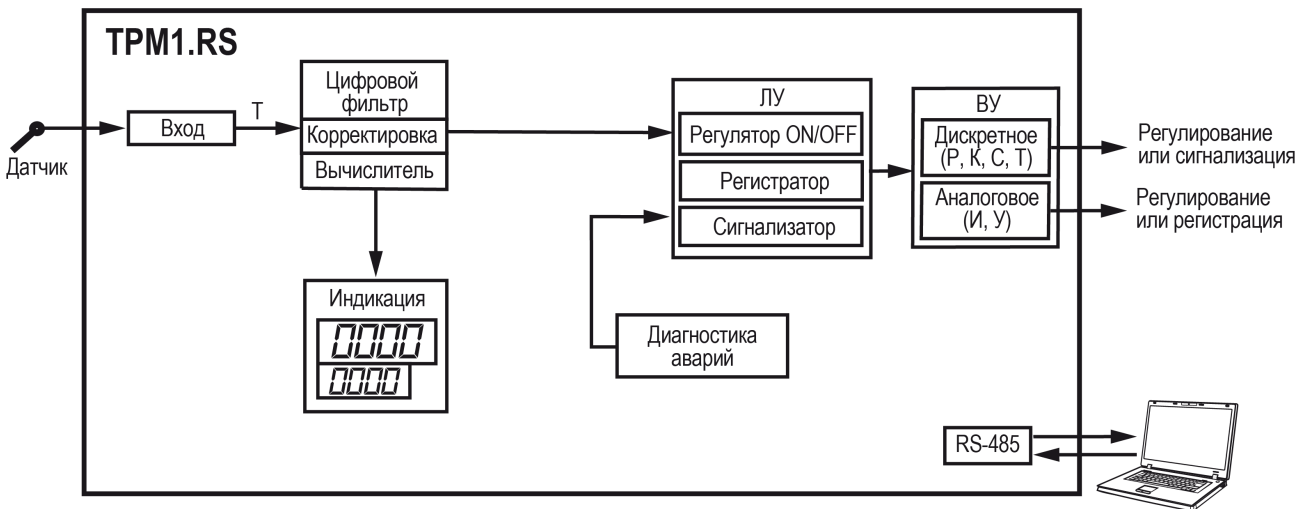 ТРМ1.RS
Датчик
Вход
Т
Цифровой
фильтр
Корректировка
Вычислитель
Индикация
0000
0000
ЛУ
Регулятор ON/OFF
Регистратор
Сигнализатор
Диагностика
аварий
ВУ
Дискретное
(Р, К, С, Т)
Аналоговое
(И, У)
Регулирование
или сигнализация
Регулирование
или регистрация
RS-485